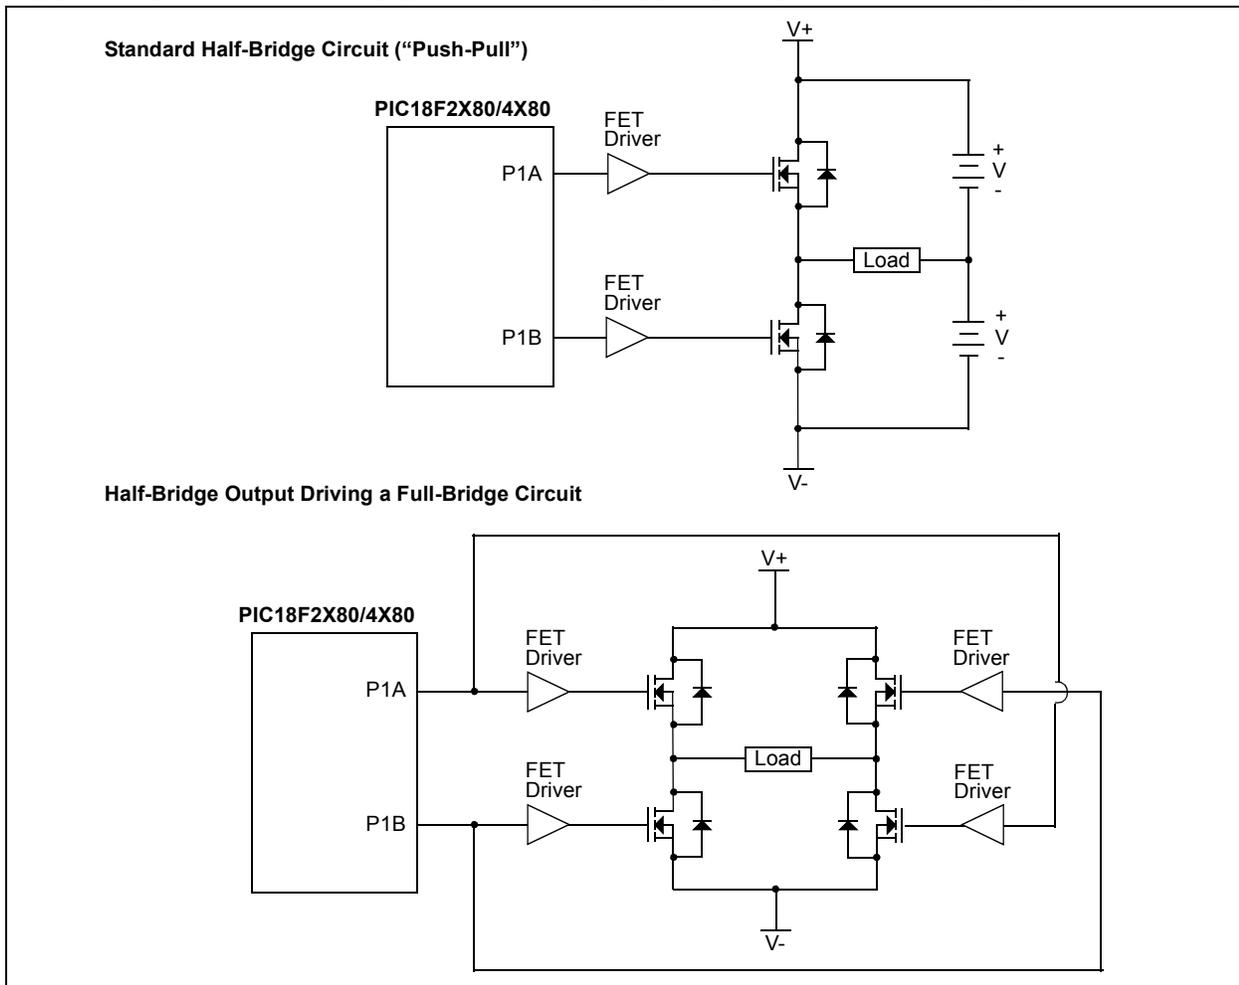 Standard Half-Bridge Circuit (“Push-Pull”)
V+
PIC18F2X80/4X80
FET
Driver
P1A
+
V
-
Load
FET
Driver
P1B
+
V
-
V-
Half-Bridge Output Driving a Full-Bridge Circuit
V+
PIC18F2X80/4X80
FET
Driver
FET
Driver
P1A
Load
FET
Driver
FET
Driver
P1B
V-